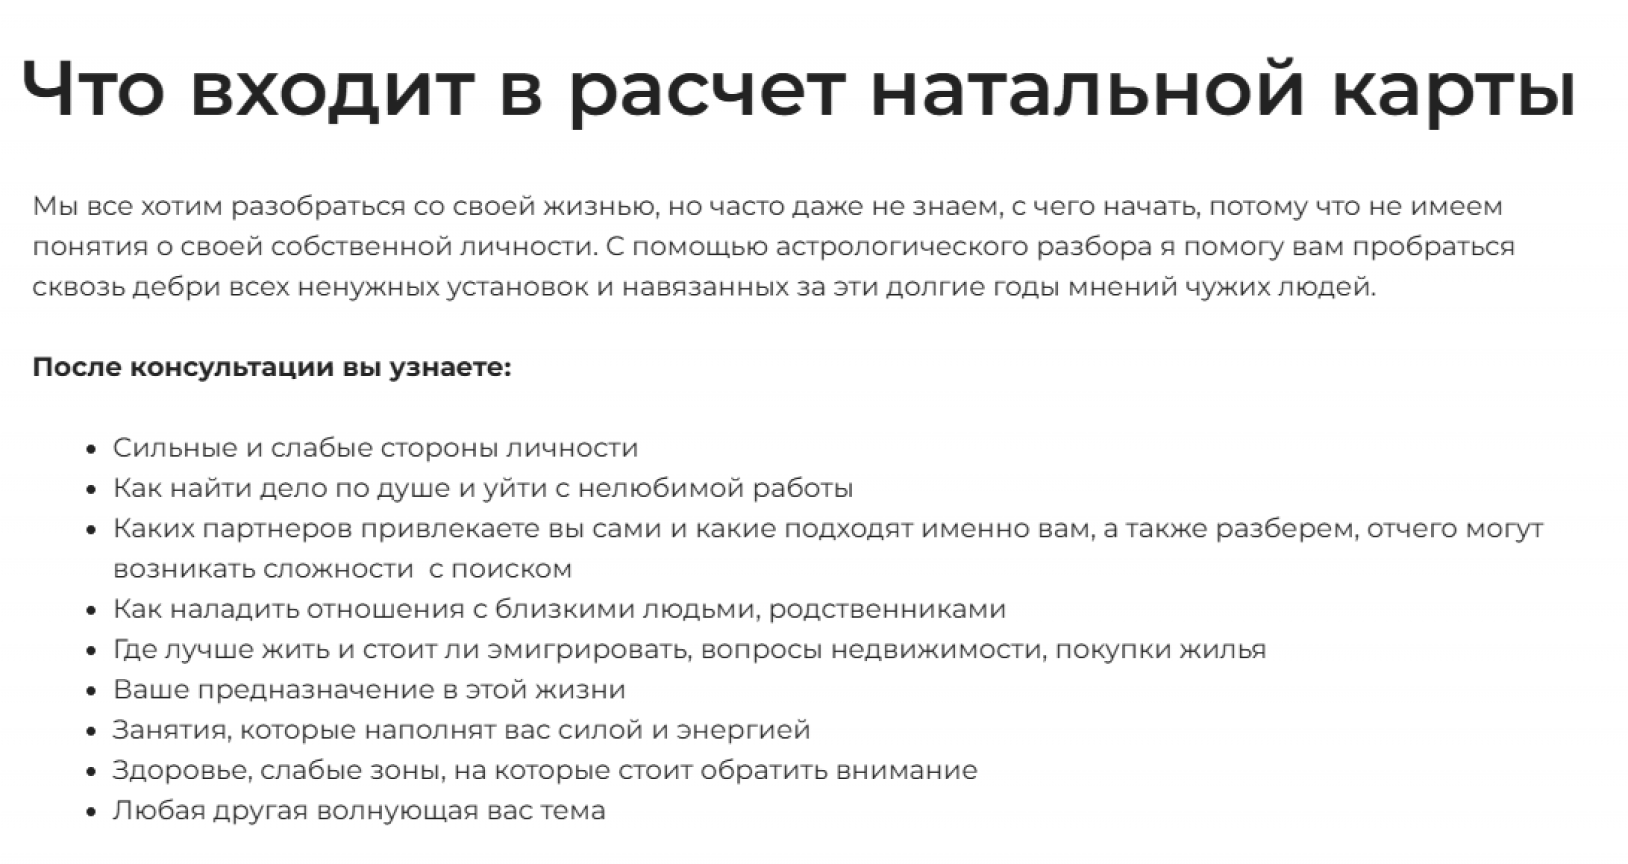 Что входит в расчет натальной карты
Мы все хотим разобраться со своей жизнью, но часто даже не знаем, с чего начать, потому что не имеем
понятия о своей собственной личности. С помощью астрологического разбора я помогу вам пробраться
сквозь дебри всех ненужных установок и навязанных за эти долгие годы мнений чужих людей.
После консультации вы узнаете:
• Сильные и слабые стороны личности
• Как найти дело по душе и уйти с нелюбимой работы
• Каких партнеров привлекаете вы сами и какие подходят именно вам, а также разберем, отчего могут
возникать сложности  с поиском
• Как наладить отношения с близкими людьми, родственниками
• Где лучше жить и стоит ли эмигрировать, вопросы недвижимости, покупки жилья
• Ваше предназначение в этой жизни
• Занятия, которые наполнят вас силой и энергией
• Здоровье, слабые зоны, на которые стоит обратить внимание
• Любая другая волнующая вас тема